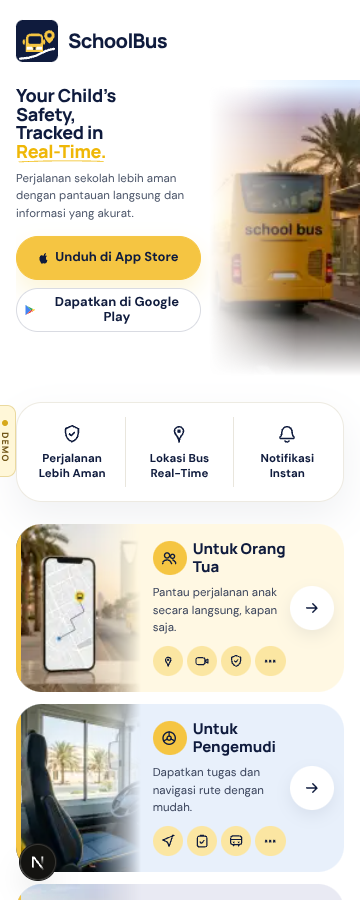 SchoolBus
Your Child's
Safety,
Tracked in
Real-Time.
Perjalanan sekolah lebih aman
dengan pantauan langsung dan
informasi yang akurat.
school bus
Unduh di App Store
Dapatkan di Google
Play
DEMO
Perjalanan
Lebih Aman
Lokasi Bus
Real-Time
Notifikasi
Instan
Untuk Orang
Tua
Pantau perjalanan anak
secara langsung, kapan
saja.
Untuk
Pengemudi
Dapatkan tugas dan
navigasi rute dengan
mudah.
N